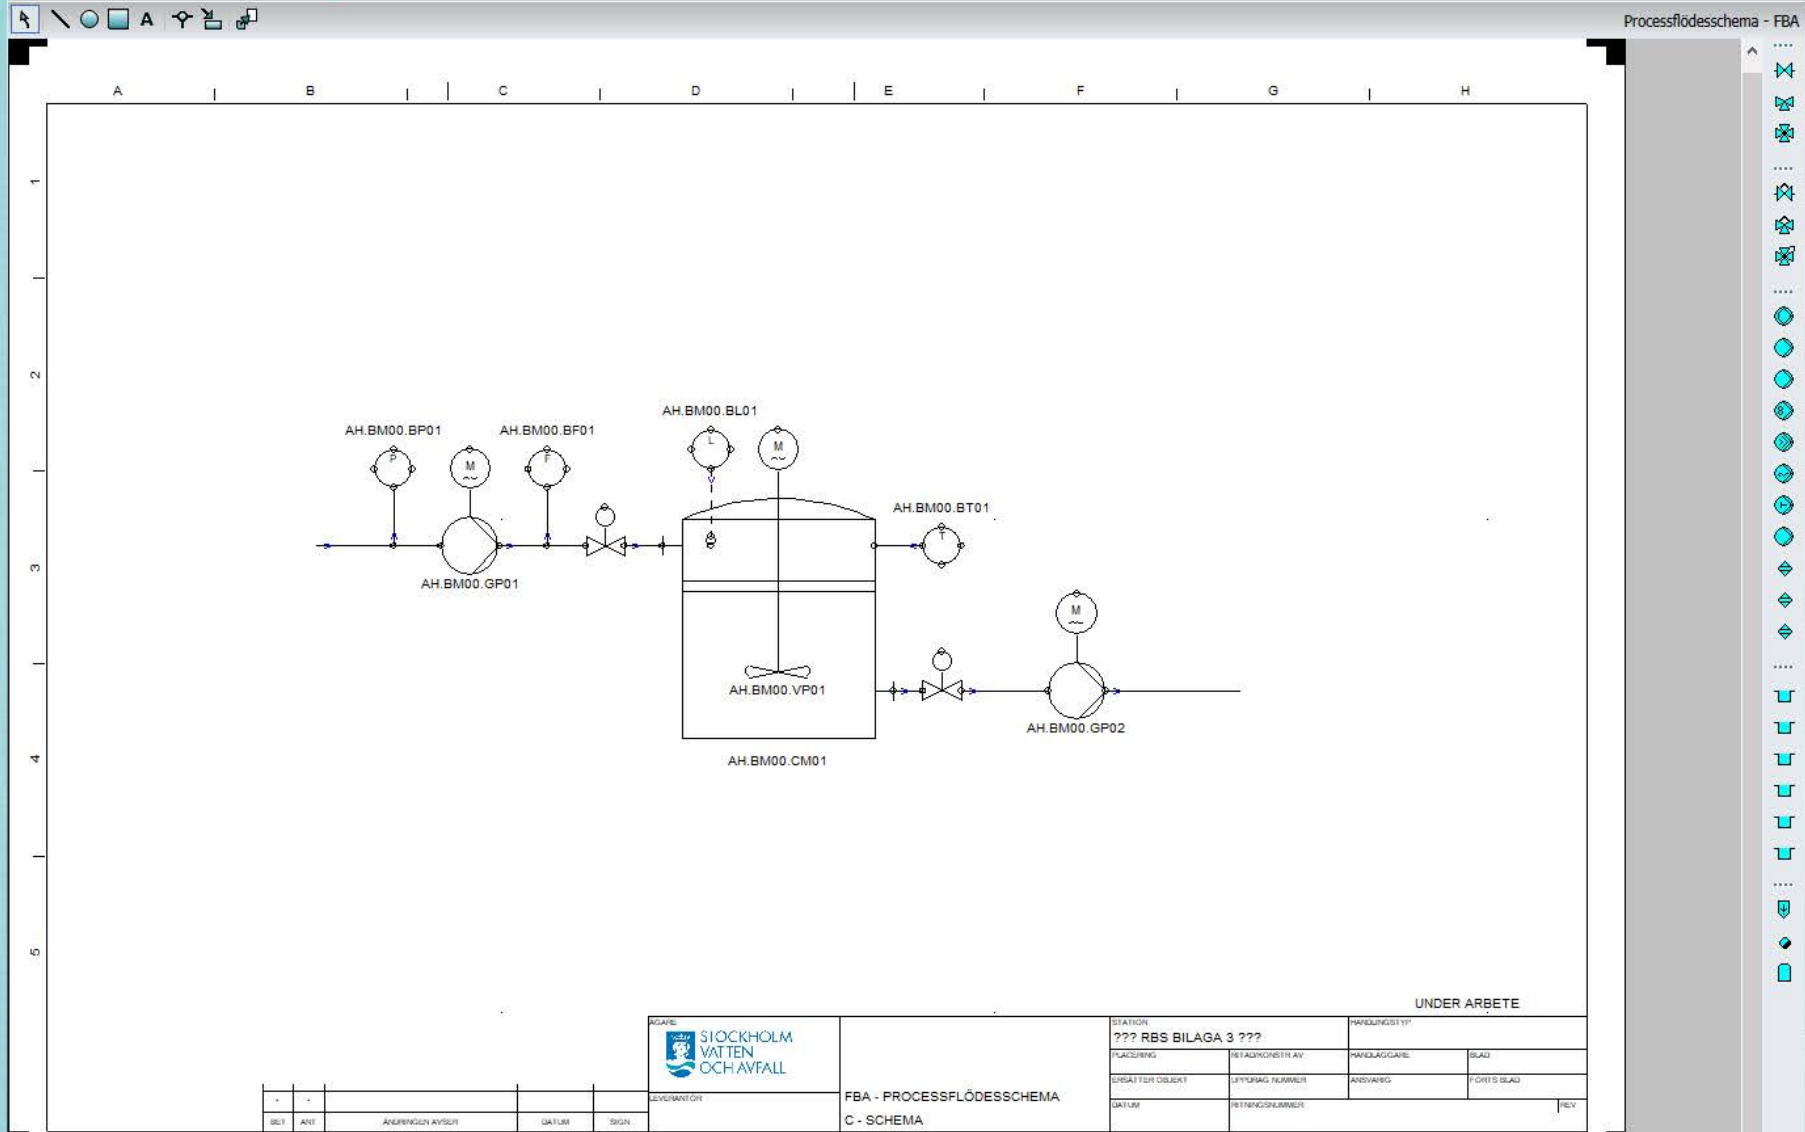 A
Processflödesschema - FBA
A B C D E F G H
1
2
AH.BM00.BL01
AH.BM00.BP01 AH.BM00.BF01
L M
P M F
AH.BM00.BT01
T
3
AH.BM00.GP01
M
AH.BM00.VP01
AH.BM00.GP02
4
AH.BM00.CM01
5
UNDER ARBETE
ÄGARE
STOCKHOLM
VATTEN
OCH AVFALL
LEVERANTÖR
FBA - PROCESSFLÖDESSCHEMA
C - SCHEMA
STATION HANDLINGSTYP
??? RBS BILAGA 3 ???
PLACERING RITAD/KONSTR AV HANDLÄGGARE BLAD
ERSÄTTER OBJEKT UPPDRAG NUMMER ANSVARIG FORTS BLAD
DATUM RITNINGSNUMMER REV
BET ANT ÄNDRINGEN AVSER DATUM SIGN